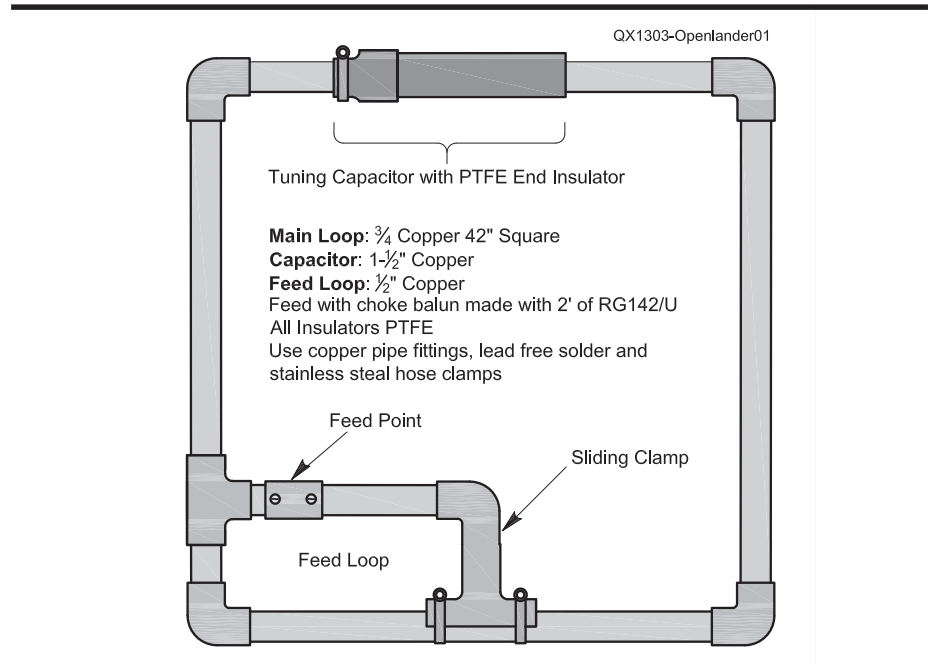 QX1303-Openlander01
Tuning Capacitor with PTFE End Insulator
Main Loop: ¾ Copper 42" Square
Capacitor: 1-½" Copper
Feed Loop: ½" Copper
Feed with choke balun made with 2' of RG142/U
All Insulators PTFE
Use copper pipe fittings, lead free solder and
stainless steal hose clamps
Feed Point
Sliding Clamp
Feed Loop